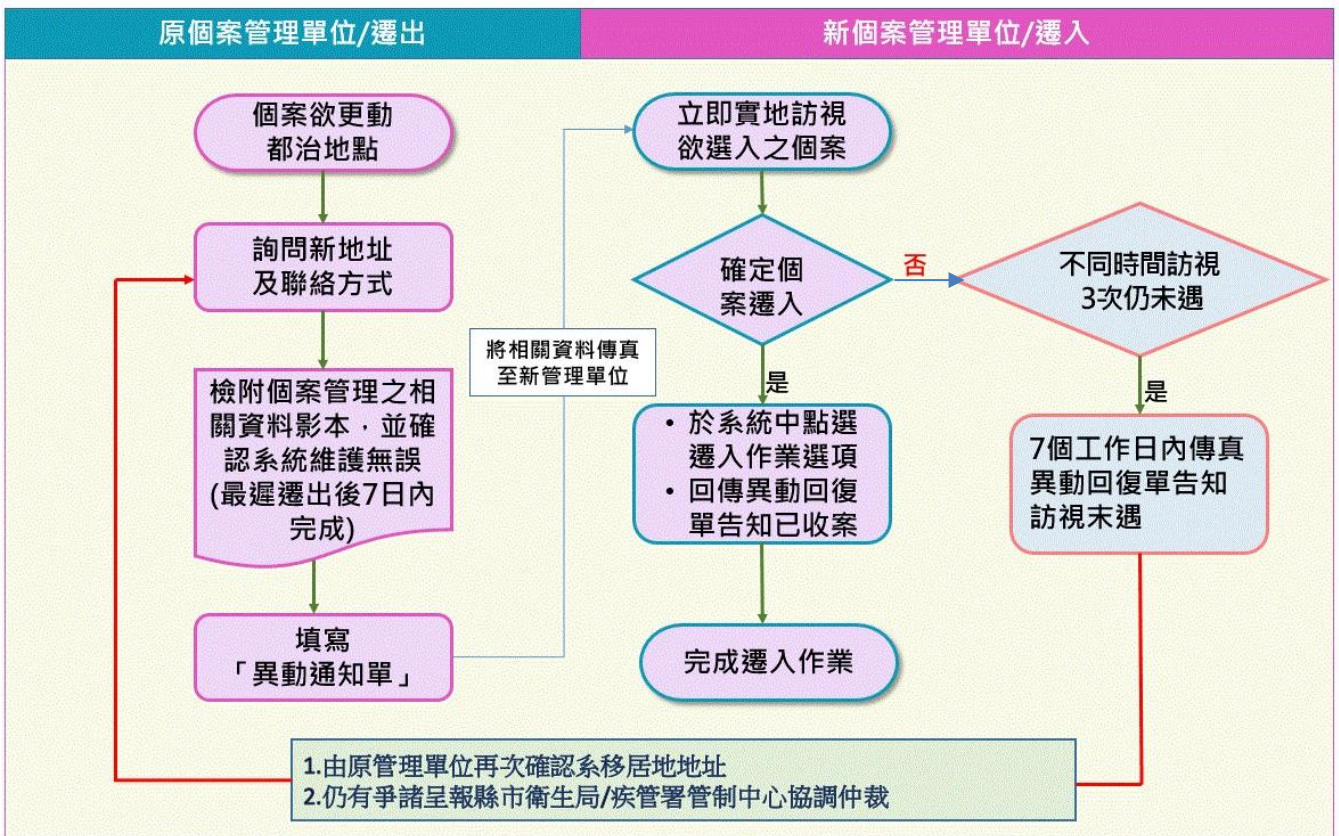 原個案管理單位/遷出
新個案管理單位/遷入
個案欲更動
都治地點
詢問新地址
及聯絡方式
檢附個案管理之相
關資料影本，並確
認系統維護無誤
(最遲遷出後7日內
完成)
填寫
「異動通知單」
將相關資料傳真
至新管理單位
立即實地訪視
欲選入之個案
確定個
案遷入
否
是
• 於系統中點選
遷入作業選項
• 回傳異動回復
單告知已收案
完成遷入作業
不同時間訪視
3次仍未遇
是
7個工作日內傳真
異動回復單告知
訪視末遇
1.由原管理單位再次確認系移居地地址
2.仍有爭諸呈報縣市衛生局/疾管署管制中心協調仲裁